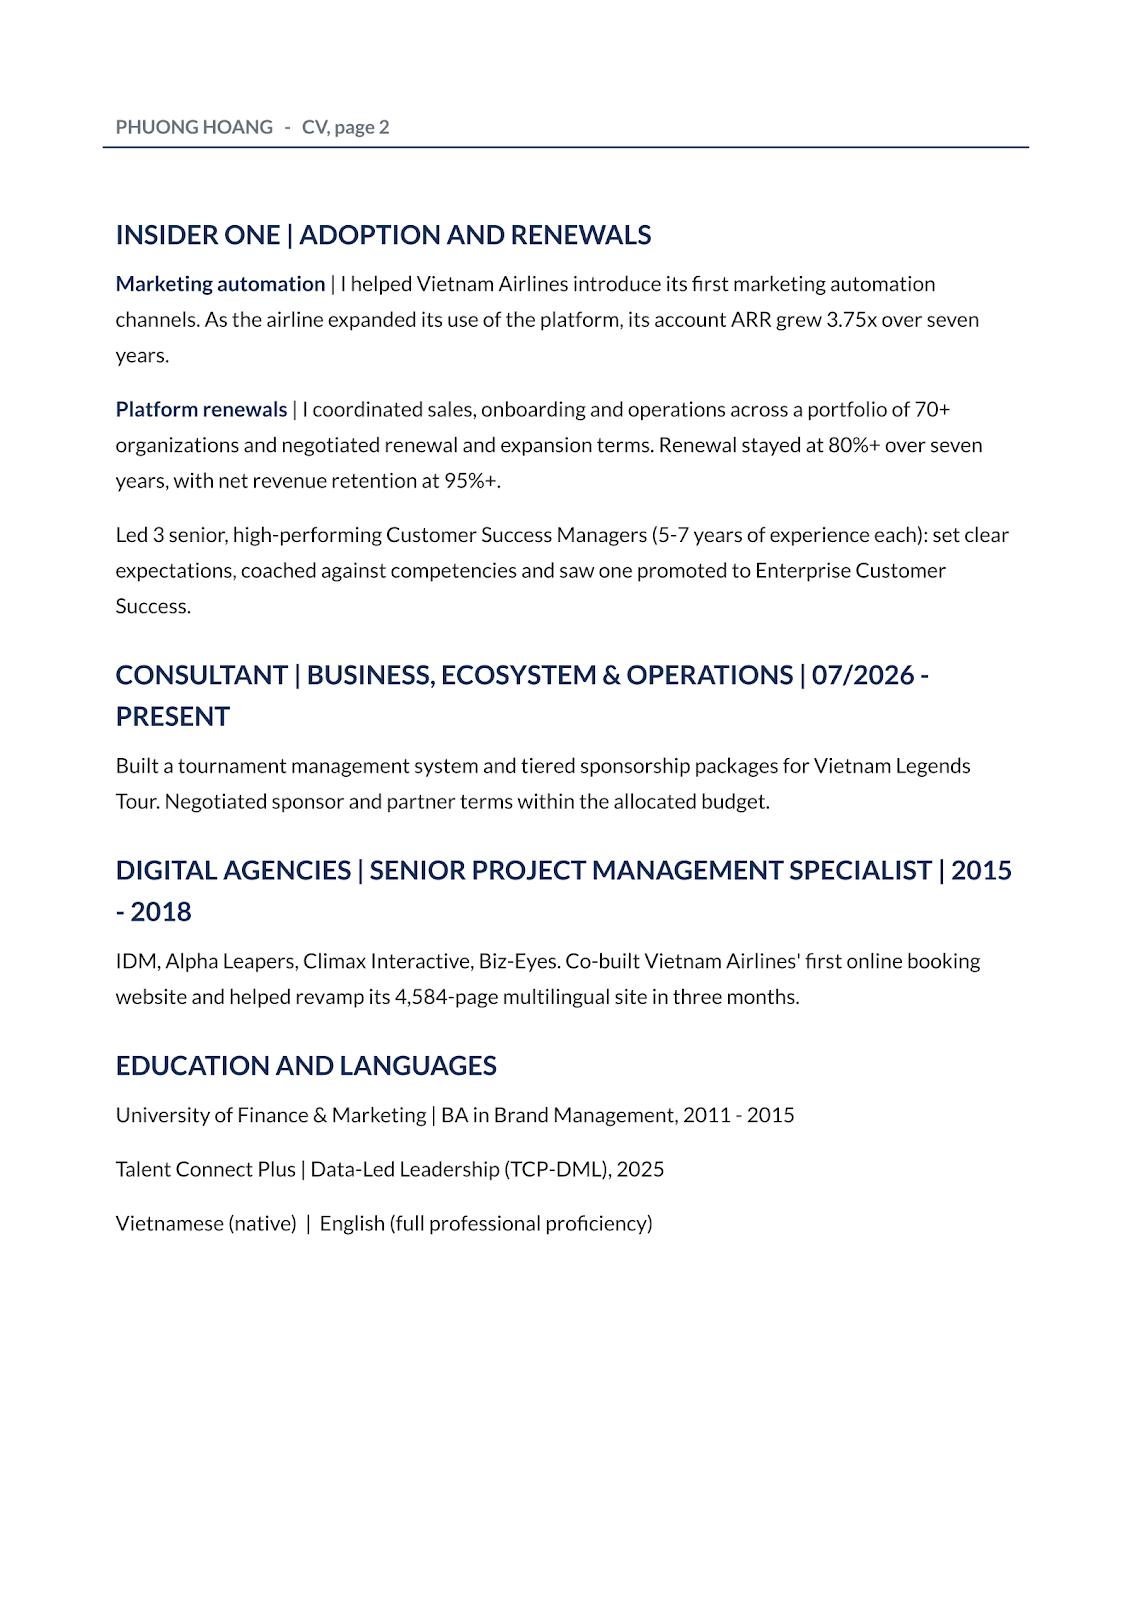 PHUONG HOANG - CV, page 2
INSIDER ONE | ADOPTION AND RENEWALS
Marketing automation | I helped Vietnam Airlines introduce its first marketing automation
channels. As the airline expanded its use of the platform, its account ARR grew 3.75x over seven
years.
Platform renewals | I coordinated sales, onboarding and operations across a portfolio of 70+
organizations and negotiated renewal and expansion terms. Renewal stayed at 80%+ over seven
years, with net revenue retention at 95%+.
Led 3 senior, high-performing Customer Success Managers (5-7 years of experience each): set clear
expectations, coached against competencies and saw one promoted to Enterprise Customer
Success.
CONSULTANT | BUSINESS, ECOSYSTEM & OPERATIONS | 07/2026 -
PRESENT
Built a tournament management system and tiered sponsorship packages for Vietnam Legends
Tour. Negotiated sponsor and partner terms within the allocated budget.
DIGITAL AGENCIES | SENIOR PROJECT MANAGEMENT SPECIALIST | 2015
- 2018
IDM, Alpha Leapers, Climax Interactive, Biz-Eyes. Co-built Vietnam Airlines' first online booking
website and helped revamp its 4,584-page multilingual site in three months.
EDUCATION AND LANGUAGES
University of Finance & Marketing | BA in Brand Management, 2011 - 2015
Talent Connect Plus | Data-Led Leadership (TCP-DML), 2025
Vietnamese (native) | English (full professional proficiency)